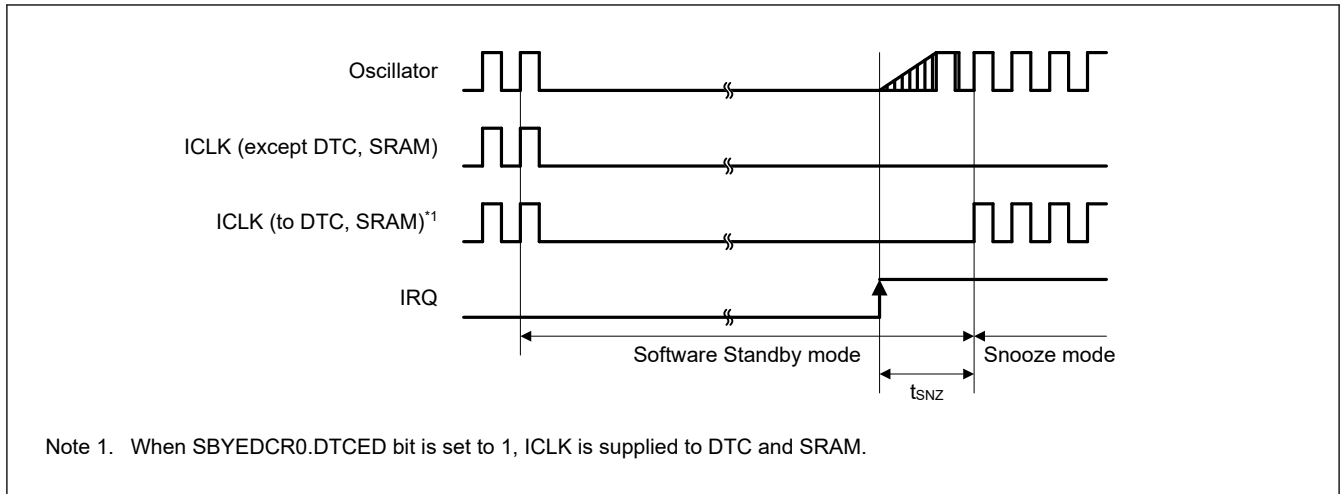 Oscillator
ICLK (except DTC, SRAM)
ICLK (to DTC, SRAM)*1
IRQ
Software Standby mode
Snooze mode
tSNZ
Note 1. When SBYEDCR0.DTCED bit is set to 1, ICLK is supplied to DTC and SRAM.